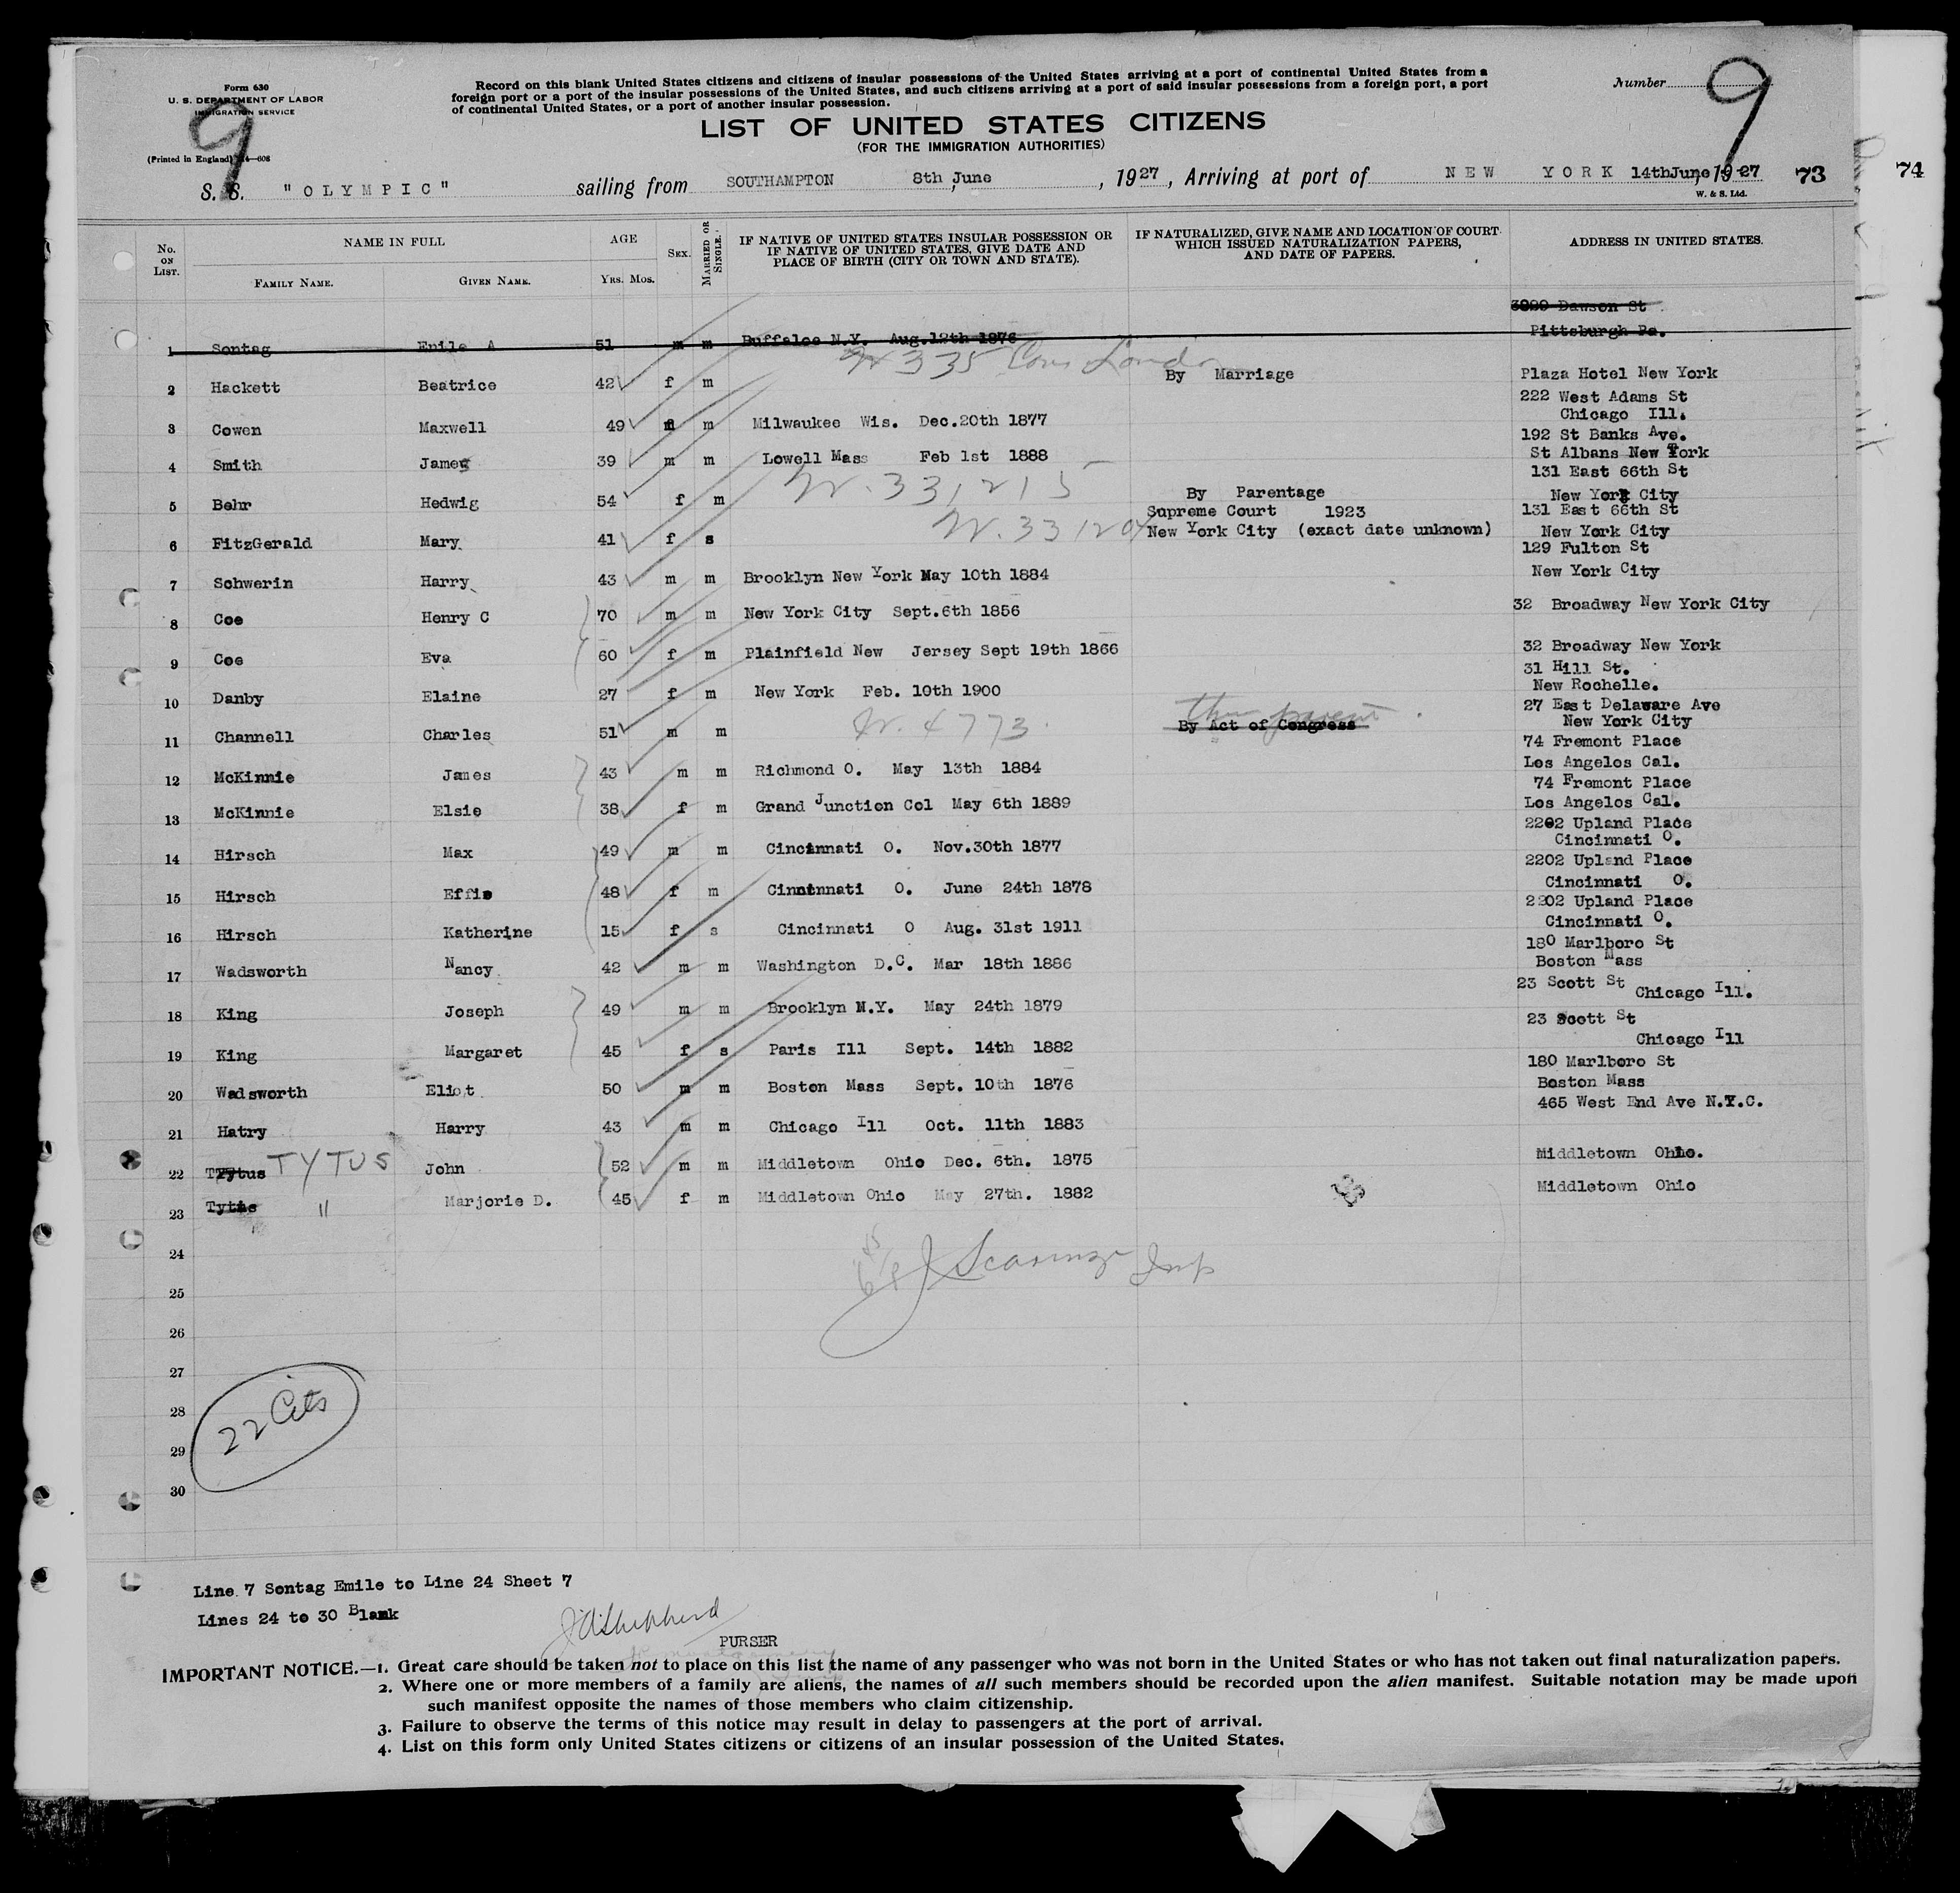 Form 630
U. S. DEPARTMENT OF LABOR
IMMIGRATION SERVICE
(Printed in England)
9
Record on this blank United States citizens and citizens of insular possessions of the United States arriving at a port of continental United States from a
foreign port or a port of the insular possessions of the United States, and such citizens arriving at a port of said insular possessions from a foreign port, a port
of continental United States, or a port of another insular possession.
Number 9
LIST OF UNITED STATES CITIZENS
(FOR THE IMMIGRATION AUTHORITIES)
S. S. "OLYMPIC" sailing from SOUTHAMPTON 8th June, 1927, Arriving at port of NEW YORK 14th June, 1927 73 74
W. & S. Ltd.
No. ON LIST. NAME IN FULL AGE SEX. MARRIED OR SINGLE. IF NATIVE OF UNITED STATES INSULAR POSSESSION OR IF NATIVE OF UNITED STATES, GIVE DATE AND PLACE OF BIRTH (CITY OR TOWN AND STATE). IF NATURALIZED, GIVE NAME AND LOCATION OF COURT WHICH ISSUED NATURALIZATION PAPERS, AND DATE OF PAPERS. ADDRESS IN UNITED STATES.
FAMILY NAME. GIVEN NAME. YRS. MOS.
3029 Dawson St
Pittsburgh Pa.
1 Sontag Emile A 51 m m Buffaloe N.Y. Aug.12th 1876
2 Hackett Beatrice 42 f m By Marriage Plaza Hotel New York
222 West Adams St
Chicago Ill.
3 Cowen Maxwell 49 m m Milwaukee Wis. Dec.20th 1877
192 St Banks Ave.
4 Smith James 39 m m Lowell Mass Feb 1st 1888 St Albans New York
131 East 66th St
5 Behr Hedwig 54 f m 331215 By Parentage New York City
Supreme Court 1923 131 East 66th St
6 FitzGerald Mary 41 f s New York City (exact date unknown) New York City
129 Fulton St
7 Schwerin Harry 43 m m Brooklyn New York May 10th 1884 New York City
8 Coe Henry C 70 m m New York City Sept.6th 1856 32 Broadway New York City
9 Coe Eva 60 f m Plainfield New Jersey Sept 19th 1866 32 Broadway New York
31 Hill St.
10 Danby Elaine 27 f m New York Feb. 10th 1900 New Rochelle.
27 East Delaware Ave
11 Channell Charles 51 m m 4773 By Act of Congress New York City
74 Fremont Place
12 McKinnie James 43 m m Richmond O. May 13th 1884 Los Angelos Cal.
74 Fremont Place
13 McKinnie Elsie 38 f m Grand Junction Col May 6th 1889 Los Angelos Cal.
2202 Upland Place
14 Hirsch Max 49 m m Cincinnati O. Nov.30th 1877 Cincinnati O.
2202 Upland Place
15 Hirsch Effie 48 f m Cincinnati O. June 24th 1878 Cincinnati O.
2202 Upland Place
16 Hirsch Katherine 15 f s Cincinnati O Aug. 31st 1911 Cincinnati O.
180 Marlboro St
17 Wadsworth Nancy 42 m m Washington D.C. Mar 18th 1886 Boston Mass
23 Scott St
Chicago Ill.
18 King Joseph 49 m m Brooklyn N.Y. May 24th 1879
23 Scott St
Chicago Ill
19 King Margaret 45 f s Paris Ill Sept. 14th 1882
180 Marlboro St
20 Wadsworth Eliot 50 m m Boston Mass Sept. 10th 1876 Boston Mass
465 West End Ave N.Y.C.
21 Hatry Harry 43 m m Chicago Ill Oct. 11th 1883
22 TYytus TYTUS John 52 m m Middletown Ohio Dec. 6th. 1875 Middletown Ohio.
23 Tytus " Marjorie D. 45 f m Middletown Ohio May 27th. 1882 Middletown Ohio
24
25
26
27
28
29
30
22 Cits
Line 7 Sontag Emile to Line 24 Sheet 7
Lines 24 to 30 Blank
J A Shepherd
PURSER
IMPORTANT NOTICE.—1. Great care should be taken not to place on this list the name of any passenger who was not born in the United States or who has not taken out final naturalization papers.
2. Where one or more members of a family are aliens, the names of all such members should be recorded upon the alien manifest. Suitable notation may be made upon
such manifest opposite the names of those members who claim citizenship.
3. Failure to observe the terms of this notice may result in delay to passengers at the port of arrival.
4. List on this form only United States citizens or citizens of an insular possession of the United States.